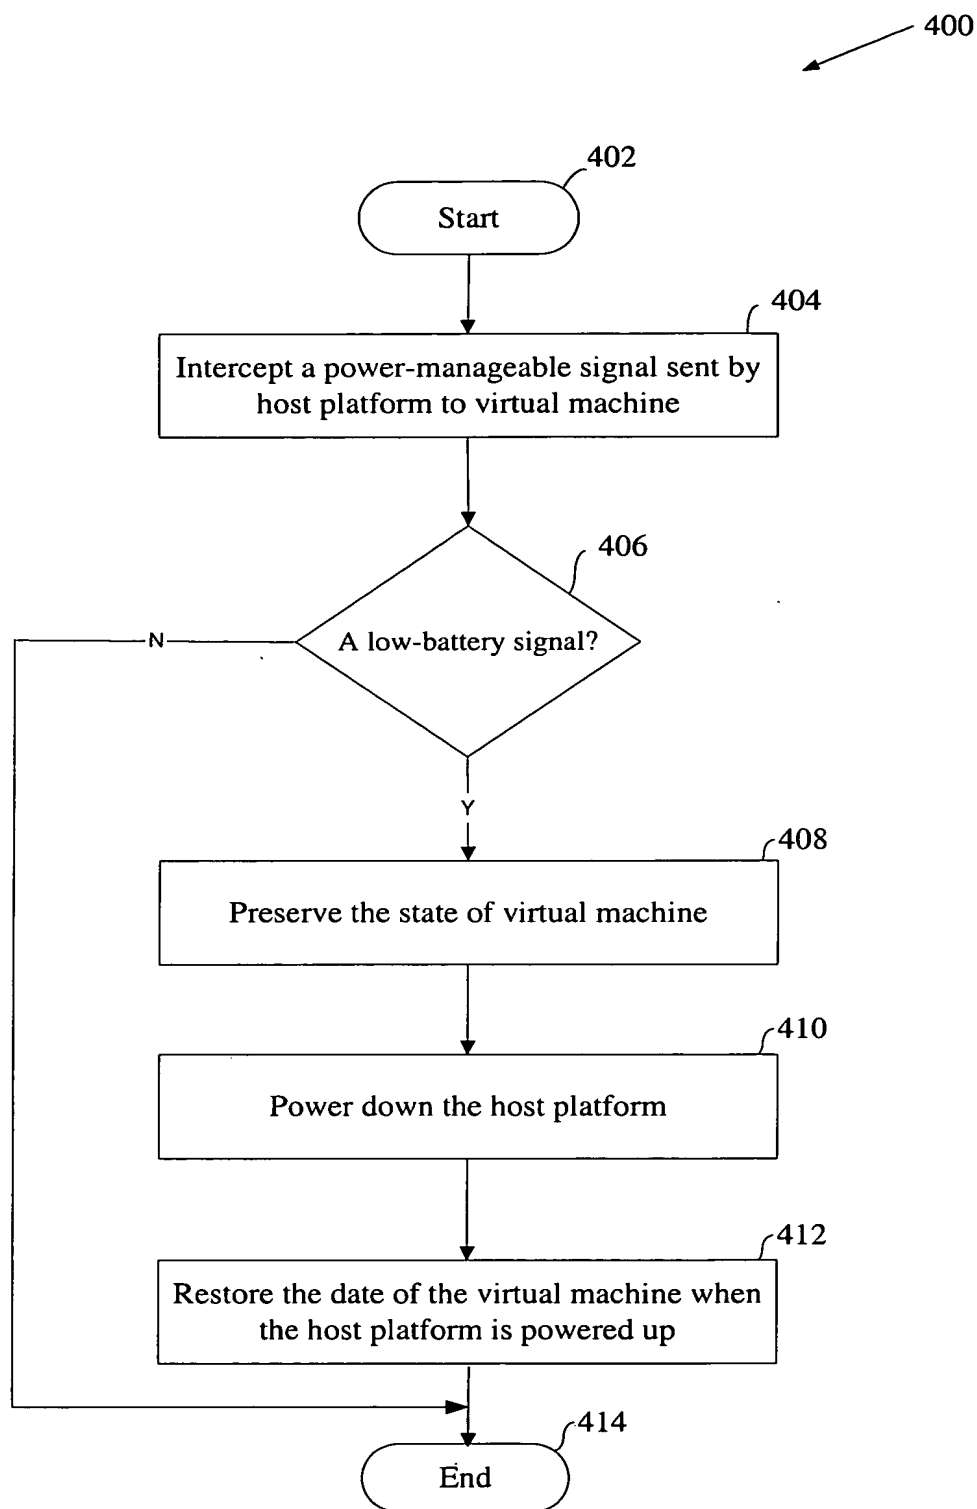 400
402
Start
404
Intercept a power-manageable signal sent by
host platform to virtual machine
406
A low-battery signal?
N
Y
408
Preserve the state of virtual machine
410
Power down the host platform
412
Restore the date of the virtual machine when
the host platform is powered up
414
End